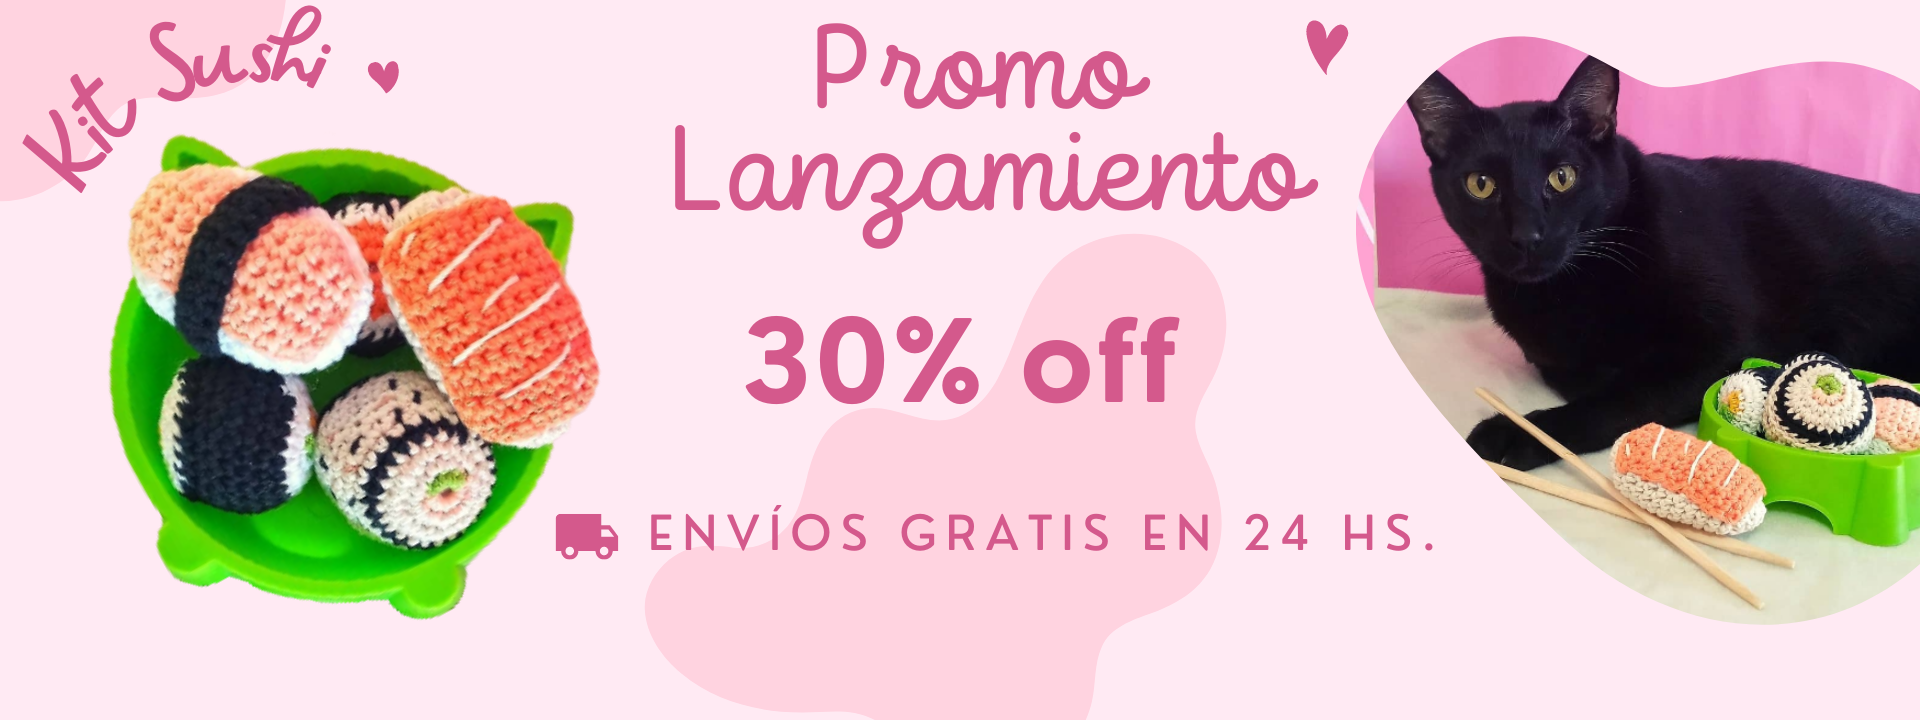 Kit Sushi
Promo
Lanzamiento
30% off
ENVÍOS GRATIS EN 24 HS.